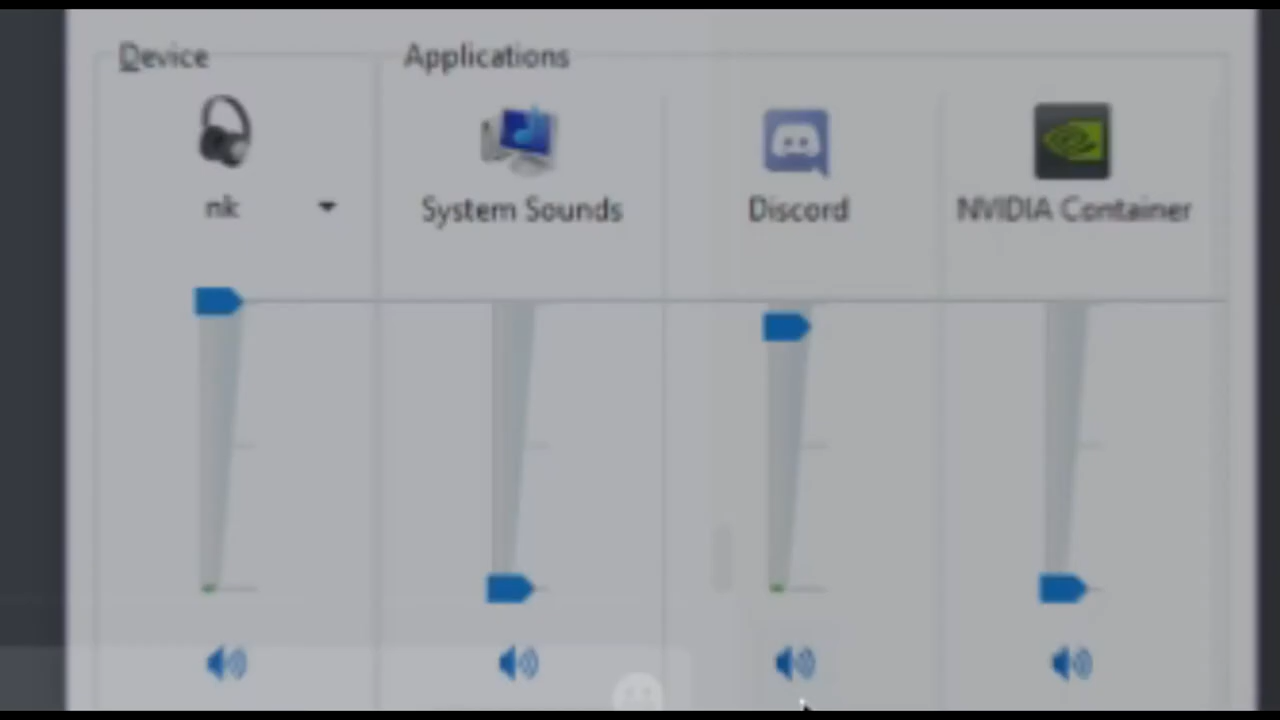 Device
Applications
nk
System Sounds
Discord
NVIDIA Container